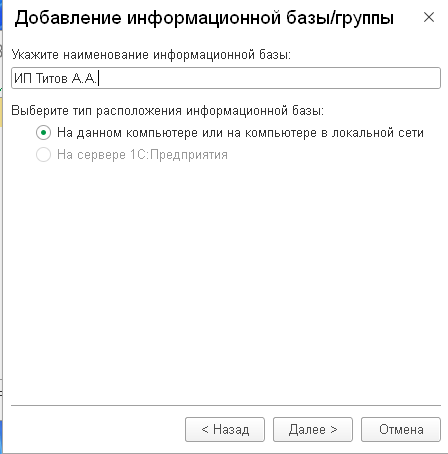 Добавление информационной базы/группы
Укажите наименование информационной базы:
ИП Титов А.А.
Выберите тип расположения информационной базы:
На данном компьютере или на компьютере в локальной сети
На сервере 1С:Предприятия
< Назад Далее > Отмена